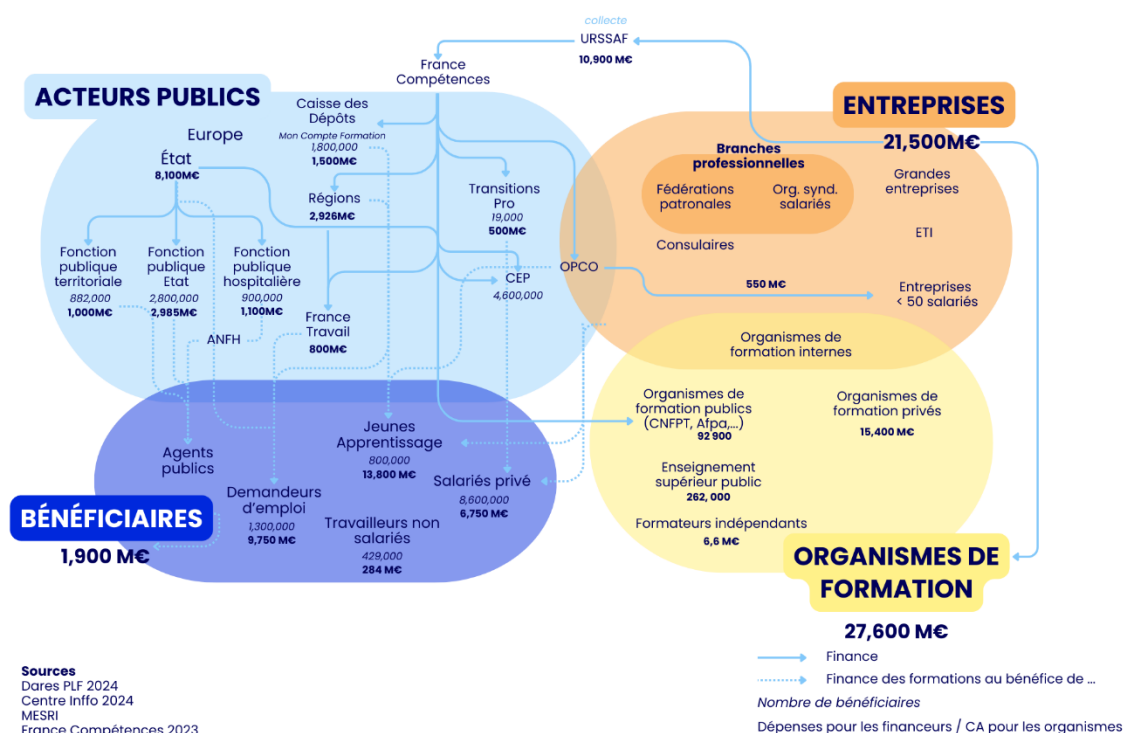 collecte
URSSAF
10,900 M€
France
Compétences
ACTEURS PUBLICS
Europe
État
8,100M€
Caisse des
Dépôts
Mon Compte Formation
1,800,000
1,500M€
Régions
2,926M€
Transitions
Pro
19,000
500M€
Fonction
publique
territoriale
882,000
1,000M€
Fonction
publique
Etat
2,800,000
2,985M€
Fonction
publique
hospitalière
900,000
1,100M€
ANFH
France
Travail
800M€
CEP
4,600,000
OPCO
550 M€
ENTREPRISES
21,500M€
Branches
professionnelles
Fédérations
patronales
Org. synd.
salariés
Consulaires
Grandes
entreprises
ETI
Entreprises
< 50 salariés
Organismes de
formation internes
Organismes de
formation publics
(CNFPT, Afpa,...)
92 900
Organismes de
formation privés
15,400 M€
Enseignement
supérieur public
262, 000
Formateurs indépendants
6,6 M€
ORGANISMES DE
FORMATION
27,600 M€
Agents
publics
Jeunes
Apprentissage
800,000
13,800 M€
Salariés privé
8,600,000
6,750 M€
Demandeurs
d'emploi
1,300,000
9,750 M€
Travailleurs non
salariés
429,000
284 M€
BÉNÉFICIAIRES
1,900 M€
Sources
Dares PLF 2024
Centre Inffo 2024
MESRI
France Compétences 2023
Finance
Finance des formations au bénéfice de ...
Nombre de bénéficiaires
Dépenses pour les financeurs / CA pour les organismes